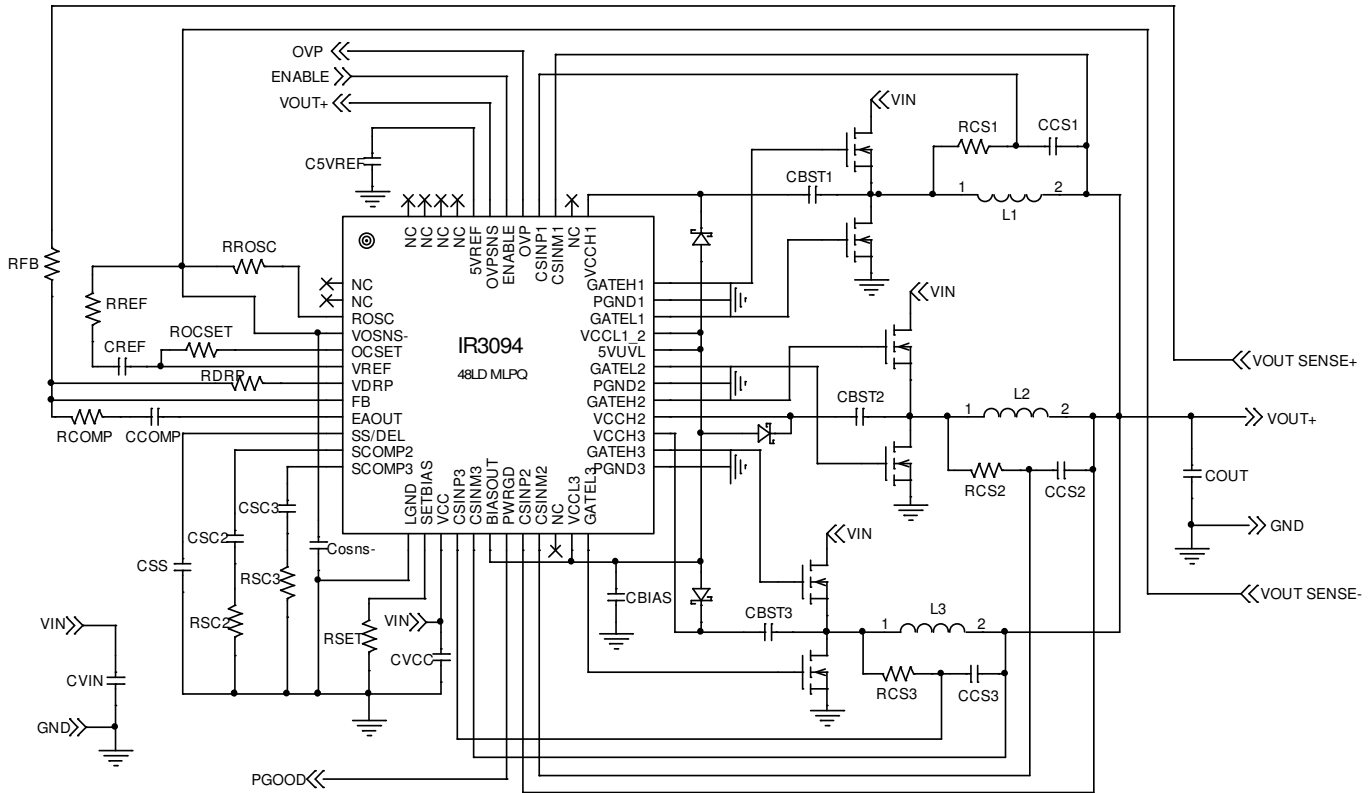 OVP
ENABLE
VOUT+
C5VREF
VIN
RCS1
CCS1
CBST1
1
2
L1
NC
NC
NC
NC
5VREF
OVPSNS
ENABLE
OVP
CSINP1
CSINM1
NC
VCCH1
RFB
RROSC
RREF
ROCSET
CREF
RDRP
RCOMP
CCOMP
NC
NC
ROSC
VOSNS-
OCSET
VREF
VDRP
FB
EAOUT
SS/DEL
SCOMP2
SCOMP3
IR3094
48LD MLPQ
GATEH1
PGND1
GATEL1
VCCL1_2
5VUVL
GATEL2
PGND2
GATEH2
VCCH2
VCCH3
GATEH3
PGND3
LGND
SETBIAS
VCC
CSINP3
CSINM3
BIASOUT
PWRGD
CSINP2
CSINM2
NC
VCCL3
GATEL3
VIN
CBST2
1
L2
2
RCS2
CCS2
VOUT SENSE+
VOUT+
COUT
GND
VOUT SENSE-
CSC3
CSC2
CSS
RSC3
RSC2
Cosns-
RSET
VIN
CVCC
CBIAS
VIN
CBST3
1
L3
2
RCS3
CCS3
VIN
CVIN
GND
PGOOD